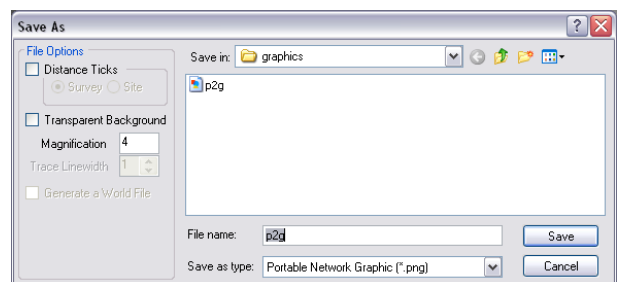 Save As
File Options
Distance Ticks
Survey Site
Transparent Background
Magnification 4
Trace Linewidth 1
Generate a World File
Save in: graphics
p2g
File name: p2g Save
Save as type: Portable Network Graphic (*.png) Cancel